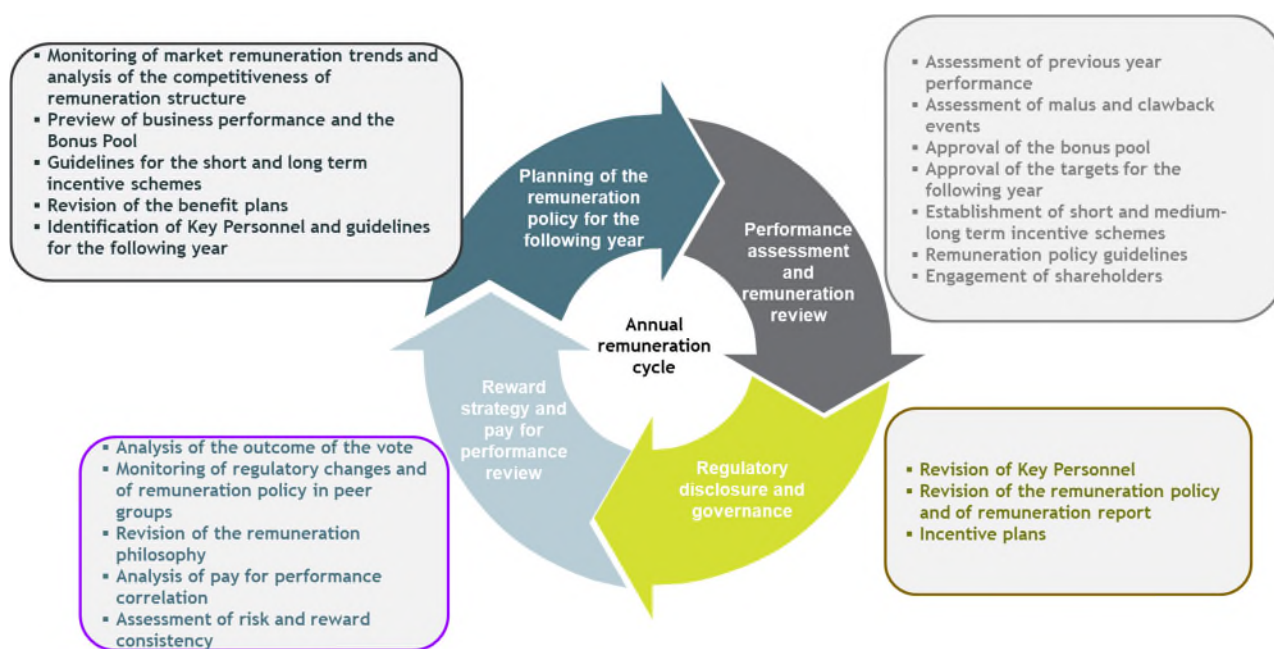 ▪ Monitoring of market remuneration trends and
analysis of the competitiveness of
remuneration structure
▪ Preview of business performance and the
Bonus Pool
▪ Guidelines for the short and long term
incentive schemes
▪ Revision of the benefit plans
▪ Identification of Key Personnel and guidelines
for the following year
▪ Assessment of previous year
performance
▪ Assessment of malus and clawback
events
▪ Approval of the bonus pool
▪ Approval of the targets for the
following year
▪ Establishment of short and medium-
long term incentive schemes
▪ Remuneration policy guidelines
▪ Engagement of shareholders
Planning of the
remuneration
policy for the
following year
Performance
assessment
and
remuneration
review
Annual
remuneration
cycle
Reward
strategy and
pay for
performance
review
Regulatory
disclosure and
governance
▪ Analysis of the outcome of the vote
▪ Monitoring of regulatory changes and
of remuneration policy in peer
groups
▪ Revision of the remuneration
philosophy
▪ Analysis of pay for performance
correlation
▪ Assessment of risk and reward
consistency
▪ Revision of Key Personnel
▪ Revision of the remuneration policy
and of remuneration report
▪ Incentive plans